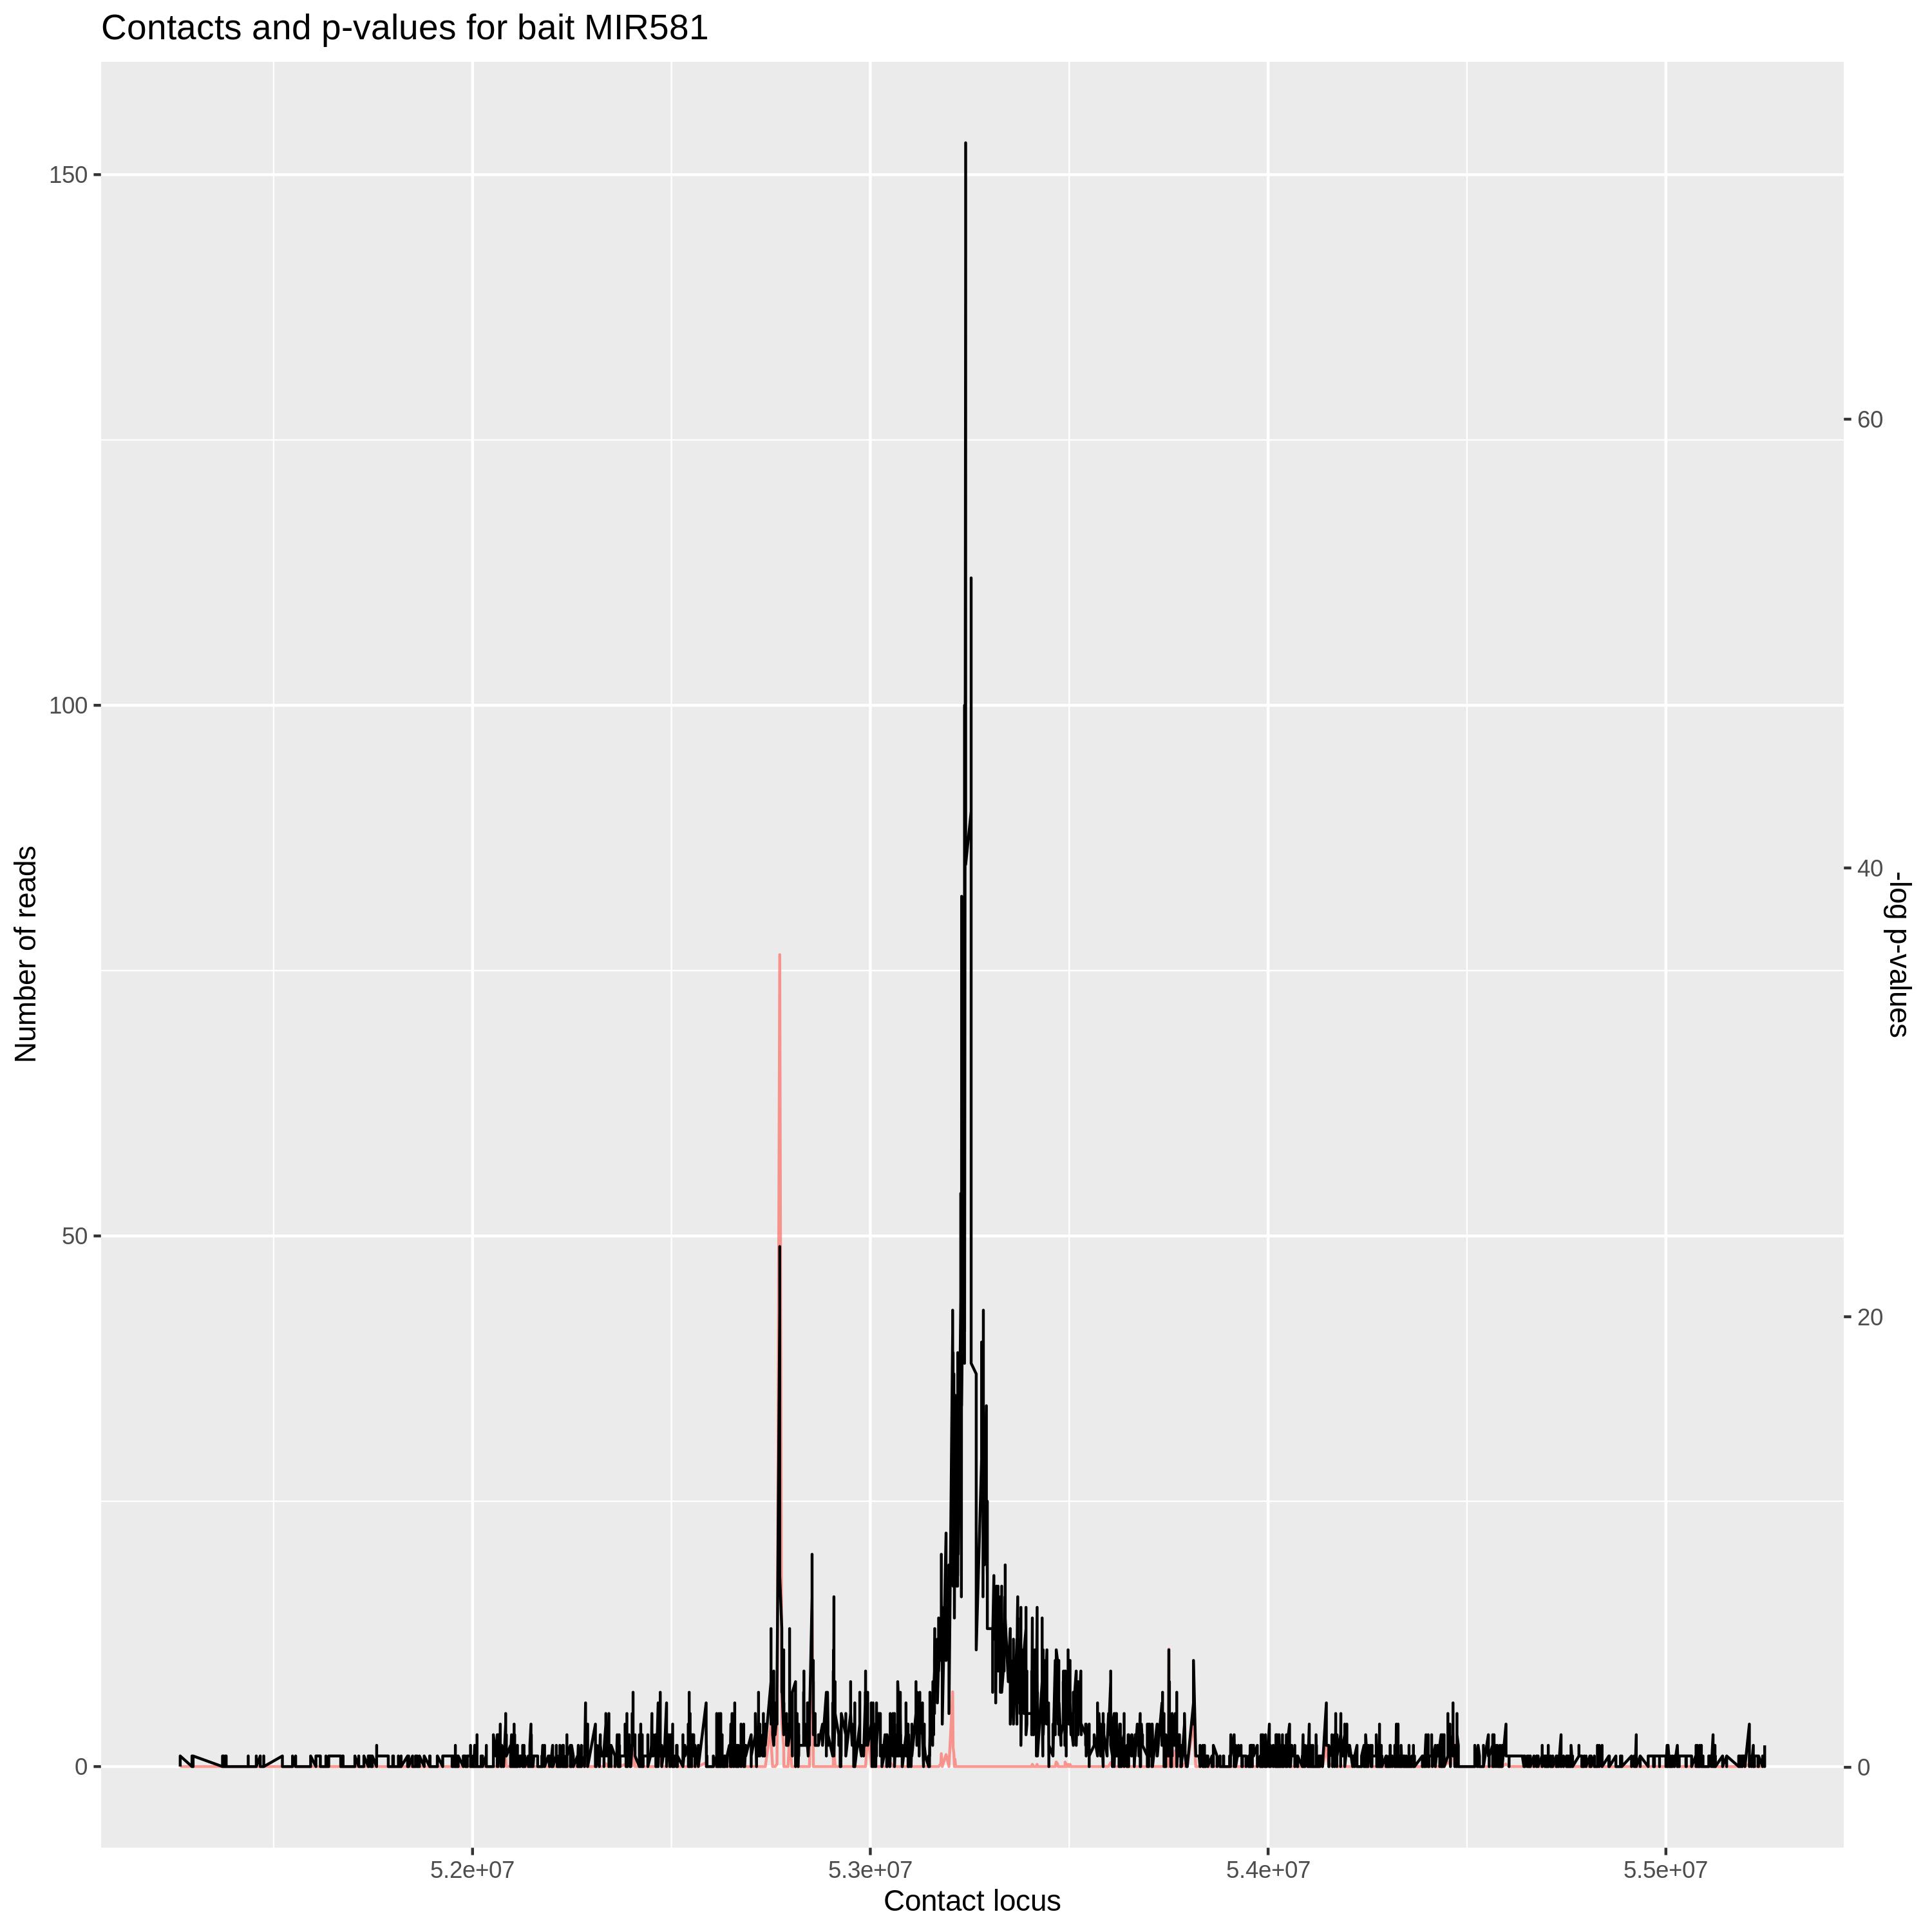 Contacts and p-values for bait MIR581
150
100
50
0
Number of reads
60
40
20
0
-log p-values
5.2e+07
5.3e+07
5.4e+07
5.5e+07
Contact locus